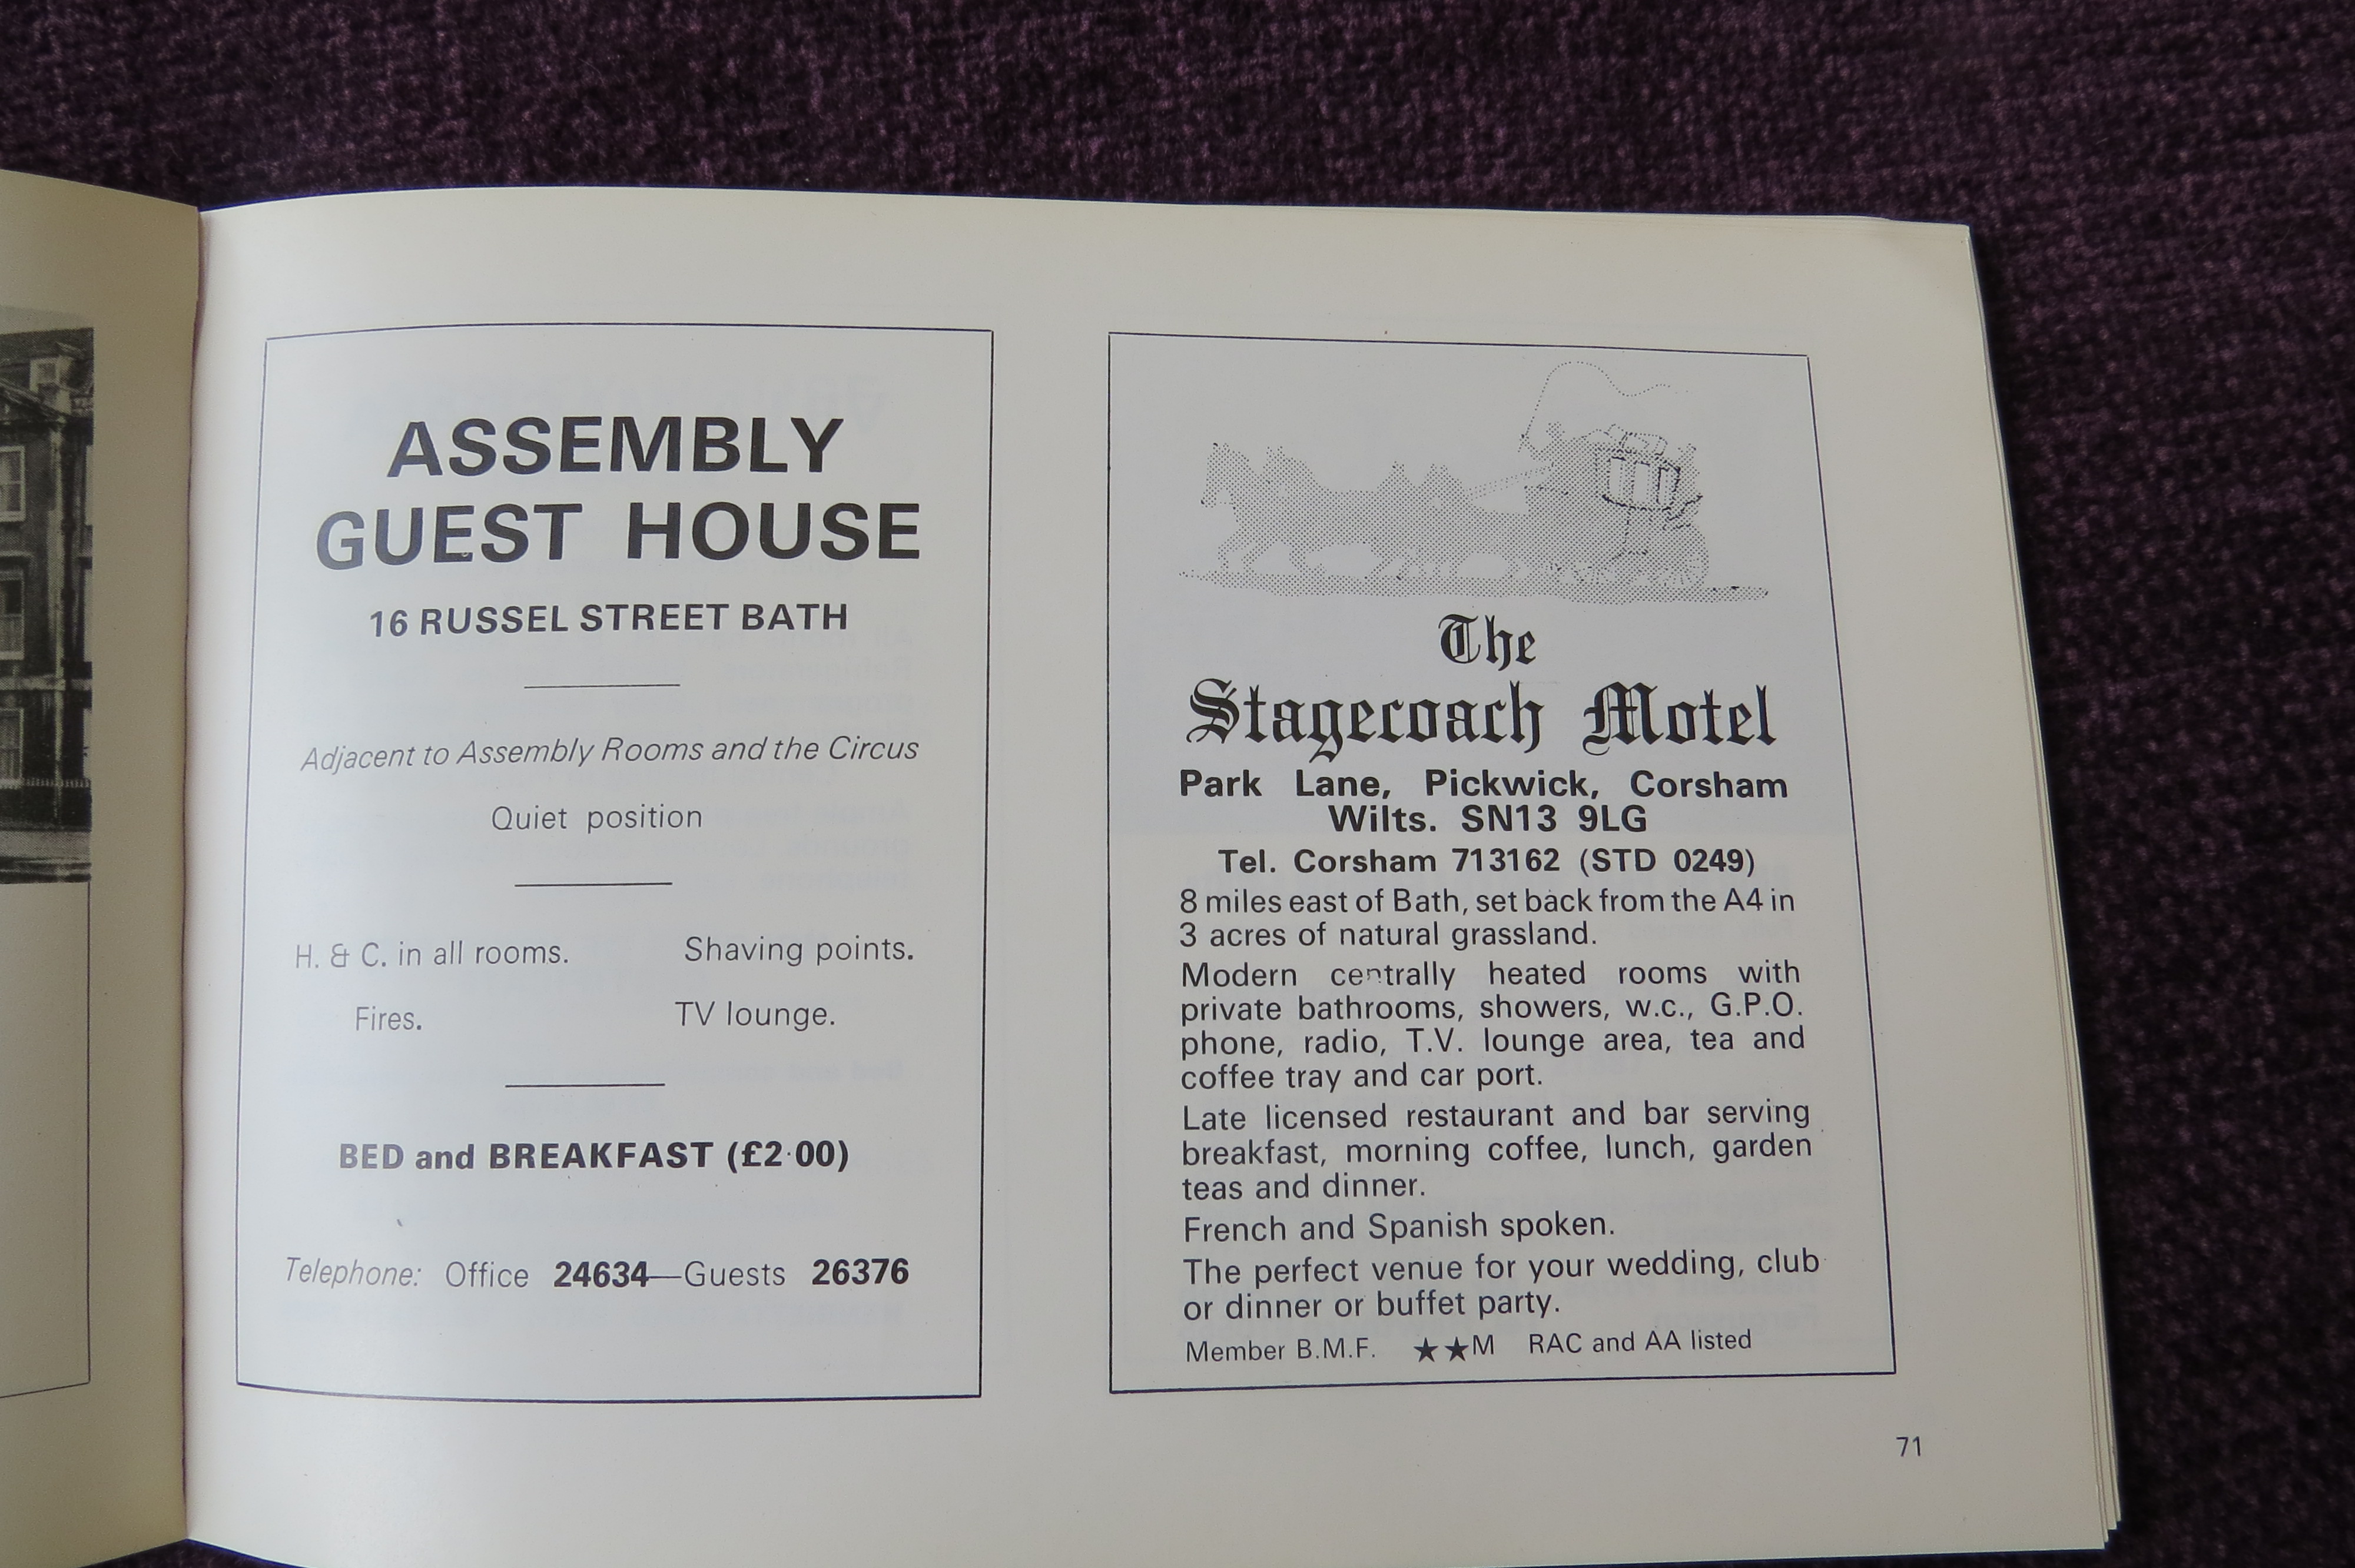 ASSEMBLY
GUEST HOUSE
16 RUSSEL STREET BATH
Adjacent to Assembly Rooms and the Circus
Quiet position
H. & C. in all rooms. Shaving points.
Fires. TV lounge.
BED and BREAKFAST (£2·00)
Telephone: Office 24634—Guests 26376
The
Stagecoach Motel
Park Lane, Pickwick, Corsham
Wilts. SN13 9LG
Tel. Corsham 713162 (STD 0249)
8 miles east of Bath, set back from the A4 in
3 acres of natural grassland.
Modern centrally heated rooms with
private bathrooms, showers, w.c., G.P.O.
phone, radio, T.V. lounge area, tea and
coffee tray and car port.
Late licensed restaurant and bar serving
breakfast, morning coffee, lunch, garden
teas and dinner.
French and Spanish spoken.
The perfect venue for your wedding, club
or dinner or buffet party.
Member B.M.F. ★★M RAC and AA listed
71